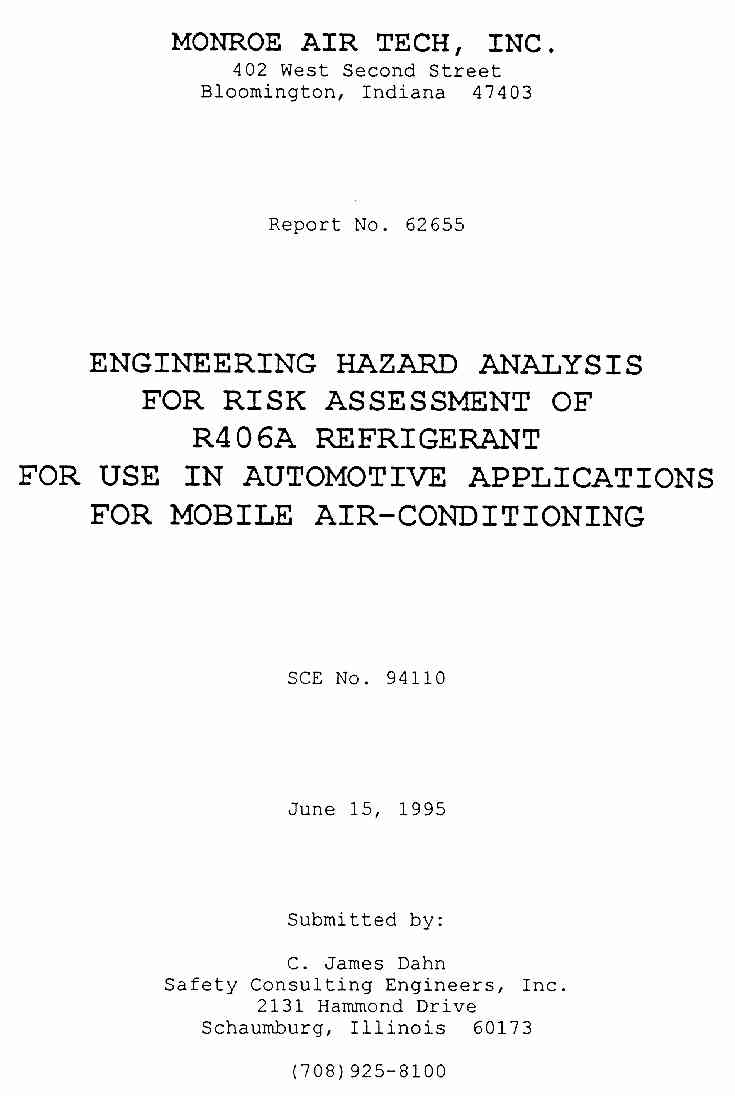 MONROE AIR TECH, INC.
402 West Second Street
Bloomington, Indiana 47403
Report No. 62655
ENGINEERING HAZARD ANALYSIS
FOR RISK ASSESSMENT OF
R406A REFRIGERANT
FOR USE IN AUTOMOTIVE APPLICATIONS
FOR MOBILE AIR-CONDITIONING
SCE No. 94110
June 15, 1995
Submitted by:
C. James Dahn
Safety Consulting Engineers, Inc.
2131 Hammond Drive
Schaumburg, Illinois 60173
(708)925-8100